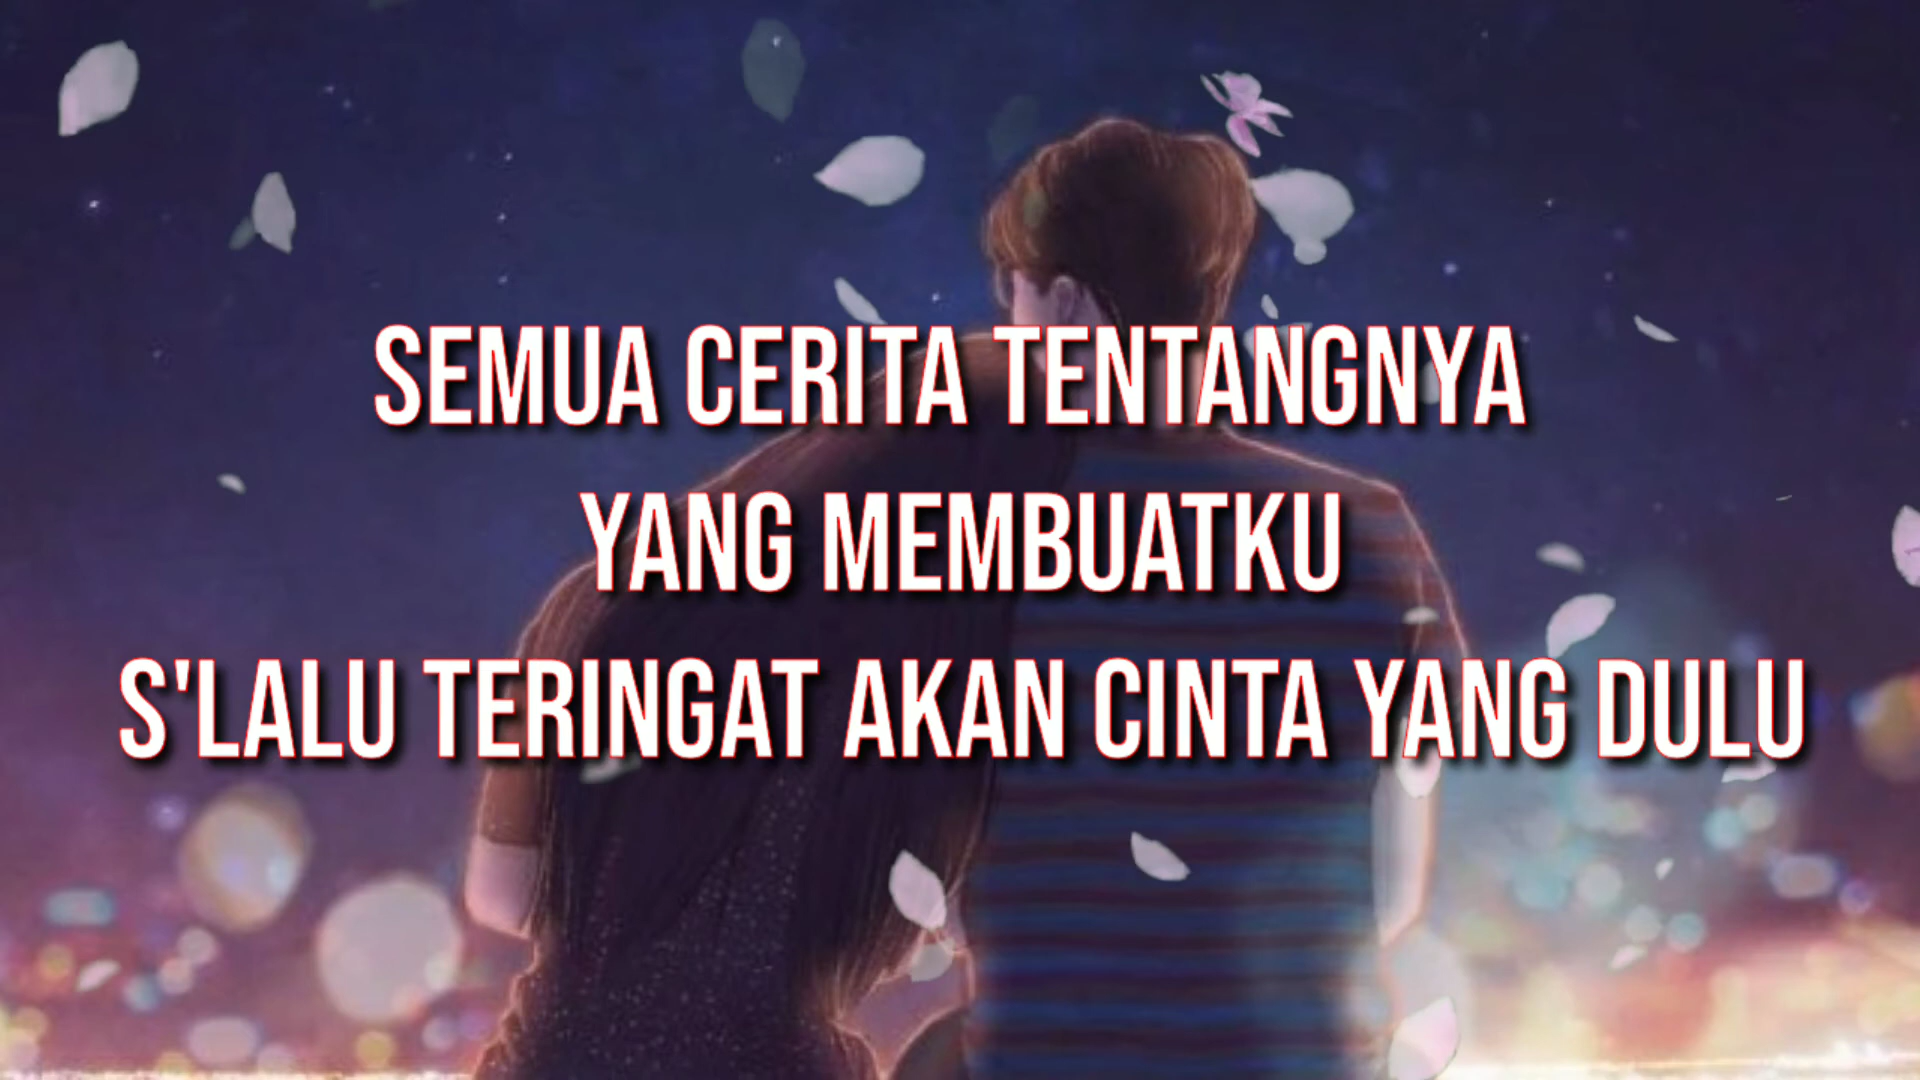 SEMUA CERITA TENTANGNYA
YANG MEMBUATKU
S'LALU TERINGAT AKAN CINTA YANG DULU